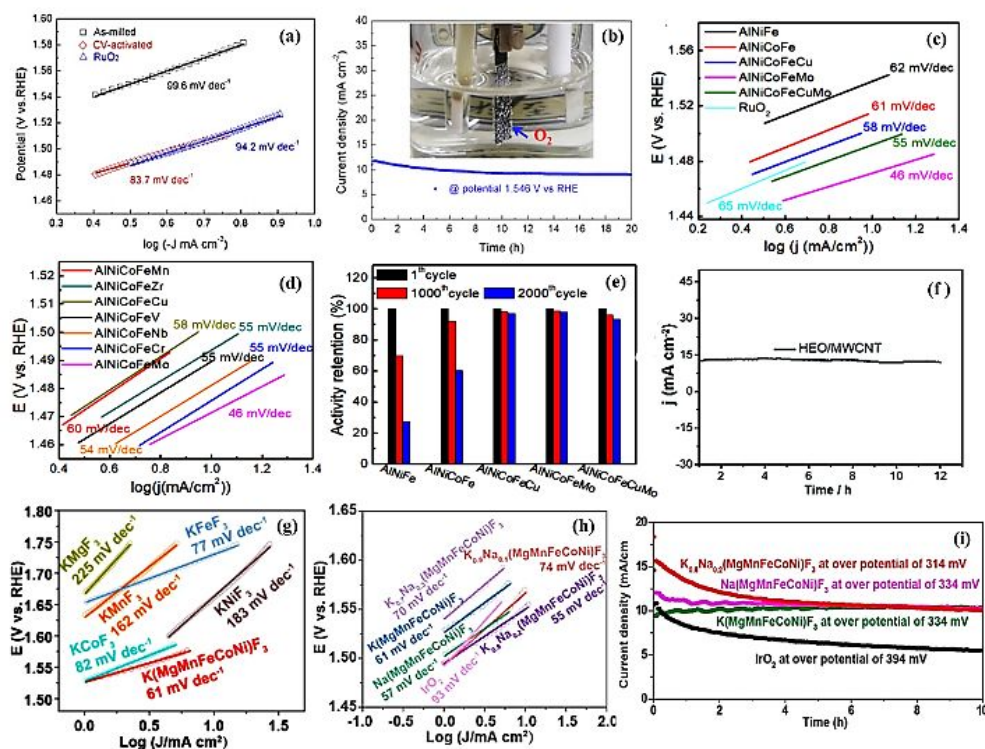 (a)
As-milled
CV-activated
RuO₂
99.6 mV dec⁻¹
94.2 mV dec⁻¹
83.7 mV dec⁻¹
Potential (V vs.RHE)
1.60
1.58
1.56
1.54
1.52
1.50
1.48
1.46
0.3 0.4 0.5 0.6 0.7 0.8 0.9 1.0
log (-J mA cm⁻²)
(b)
O₂
@ potential 1.546 V vs RHE
Current density (mA cm⁻²)
40
35
30
25
20
15
10
5
0
0 2 4 6 8 10 12 14 16 18 20
Time (h)
(c)
AlNiFe
AlNiCoFe
AlNiCoFeCu
AlNiCoFeMo
AlNiCoFeCuMo
RuO₂
62 mV/dec
61 mV/dec
58 mV/dec
55 mV/dec
46 mV/dec
65 mV/dec
E (V vs. RHE)
1.56
1.52
1.48
1.44
0.2 0.4 0.6 0.8 1.0 1.2 1.4
log (j (mA/cm²))
(d)
AlNiCoFeMn
AlNiCoFeZr
AlNiCoFeCu
AlNiCoFeV
AlNiCoFeNb
AlNiCoFeCr
AlNiCoFeMo
58 mV/dec
55 mV/dec
55 mV/dec
55 mV/dec
46 mV/dec
60 mV/dec
54 mV/dec
E (V vs. RHE)
1.52
1.51
1.50
1.49
1.48
1.47
1.46
0.4 0.6 0.8 1.0 1.2 1.4
log(j(mA/cm²))
(e)
1ᵗʰcycle
1000ᵗʰcycle
2000ᵗʰcycle
Activity retention (%)
120
100
80
60
40
20
0
AlNiFe
AlNiCoFe
AlNiCoFeCu
AlNiCoFeMo
AlNiCoFeCuMo
(f)
HEO/MWCNT
j (mA cm⁻²)
45
30
15
0
-15
-30
2 4 6 8 10 12
Time / h
(g)
KMgF₃
225 mV dec⁻¹
KFeF₃
77 mV dec⁻¹
KMnF₃
162 mV dec⁻¹
KNiF₃
183 mV dec⁻¹
KCoF₃
82 mV dec⁻¹
K(MgMnFeCoNi)F₃
61 mV dec⁻¹
E (V vs. RHE)
1.80
1.75
1.70
1.65
1.60
1.55
1.50
0.0 0.5 1.0 1.5
Log (J/mA cm²)
(h)
70 mV dec⁻¹
74 mV dec⁻¹
K(MgMnFeCoNi)F₃
61 mV dec⁻¹
Na(MgMnFeCoNi)F₃
57 mV dec⁻¹
IrO₂
93 mV dec⁻¹
55 mV dec⁻¹
E (V vs. RHE)
1.65
1.60
1.55
1.50
1.45
-1.0 -0.5 0.0 0.5 1.0 1.5 2.0
Log (J/mA cm²)
(i)
K₀.₈Na₀.₂(MgMnFeCoNi)F₃ at over potential of 314 mV
Na(MgMnFeCoNi)F₃ at over potential of 334 mV
K(MgMnFeCoNi)F₃ at over potential of 334 mV
IrO₂ at over potential of 394 mV
Current density (mA/cm
20
15
10
5
0
0 2 4 6 8 10
Time (h)